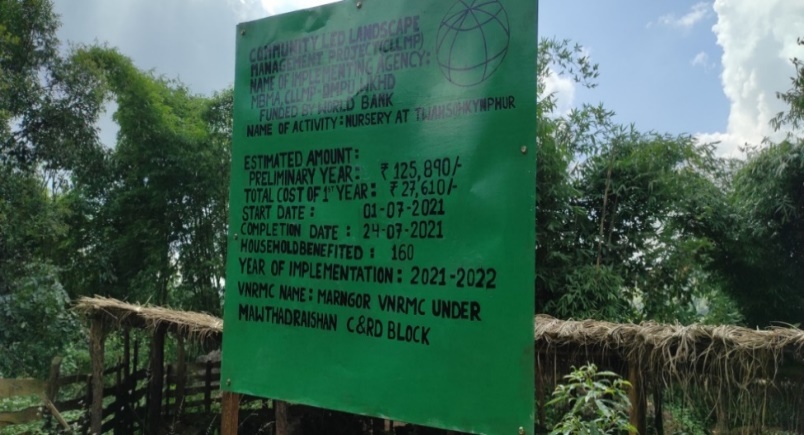 COMMUNITY LED LANDSCAPE
MANAGEMENT PROJECT(CLLMP)
NAME OF IMPLEMENTING AGENCY:
MBMA, CLLMP-DMPU,
FUNDED BY WORLD BANK
NAME OF ACTIVITY: NURSERY AT
ESTIMATED AMOUNT:
PRELIMINARY YEAR: ₹ 125,890/-
TOTAL COST OF 1ST YEAR: ₹ 27,610/-
START DATE: 01-07-2021
COMPLETION DATE: 24-07-2021
HOUSEHOLD BENEFITED: 160
YEAR OF IMPLEMENTATION: 2021-2022
VNRMC NAME: MARNGOR VNRMC UNDER
MAWTHADRAISHAN C&RD BLOCK